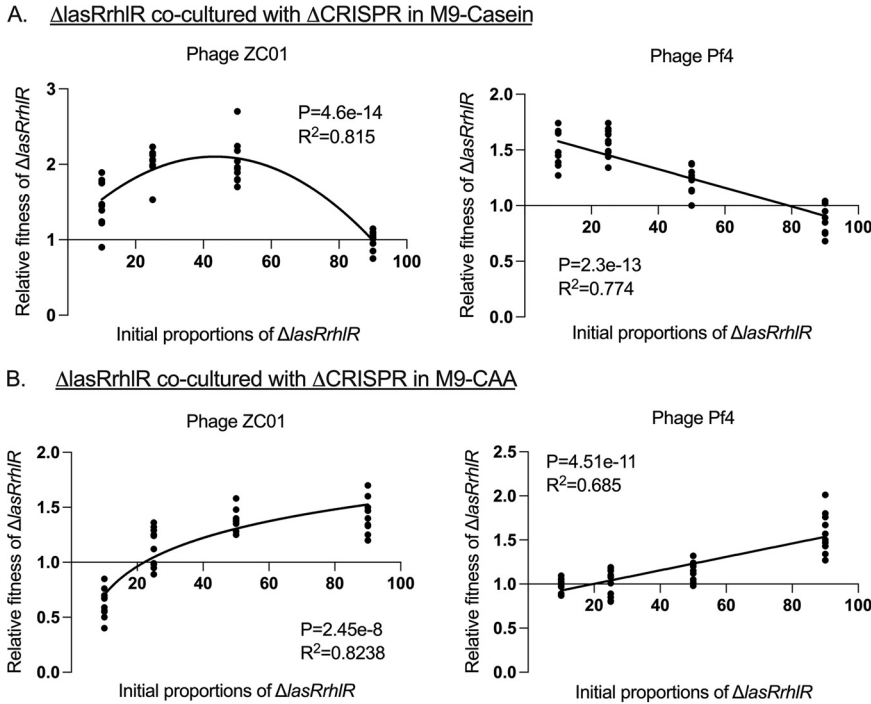 A. ΔlasRrhlR co-cultured with ΔCRISPR in M9-Casein
Phage ZC01
Relative fitness of ΔlasRrhlR
3
2
1
0
20
40
60
80
100
P=4.6e-14
R²=0.815
Initial proportions of ΔlasRrhlR
Phage Pf4
Relative fitness of ΔlasRrhlR
2.0
1.5
1.0
0.5
0.0
20
40
60
80
100
P=2.3e-13
R²=0.774
Initial proportions of ΔlasRrhlR
B. ΔlasRrhlR co-cultured with ΔCRISPR in M9-CAA
Phage ZC01
Relative fitness of ΔlasRrhlR
2.0
1.5
1.0
0.5
0.0
20
40
60
80
100
P=2.45e-8
R²=0.8238
Initial proportions of ΔlasRrhlR
Phage Pf4
Relative fitness of ΔlasRrhlR
2.5
2.0
1.5
1.0
0.5
0.0
20
40
60
80
100
P=4.51e-11
R²=0.685
Initial proportions of ΔlasRrhlR